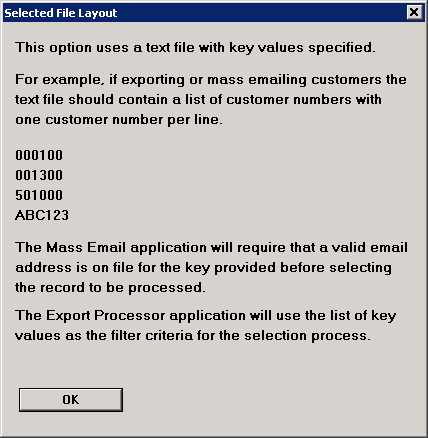 Selected File Layout
This option uses a text file with key values specified.
For example, if exporting or mass emailing customers the
text file should contain a list of customer numbers with
one customer number per line.
000100
001300
501000
ABC123
The Mass Email application will require that a valid email
address is on file for the key provided before selecting
the record to be processed.
The Export Processor application will use the list of key
values as the filter criteria for the selection process.
OK